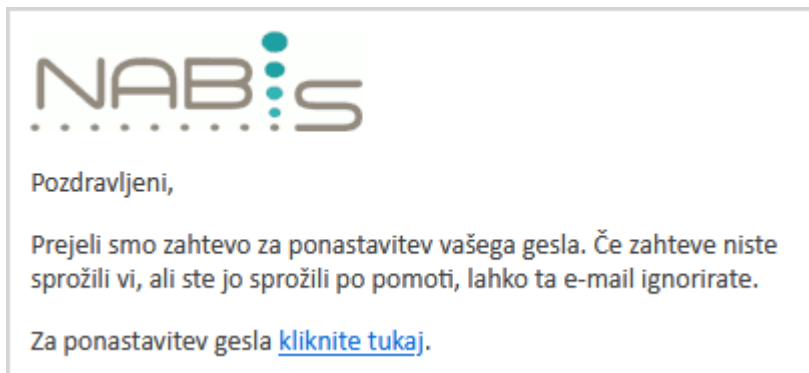 NABIS
Pozdravljeni,
Prejeli smo zahtevo za ponastavitev vašega gesla. Če zahteve niste
sprožili vi, ali ste jo sprožili po pomoti, lahko ta e-mail ignorirate.
Za ponastavitev gesla kliknite tukaj.